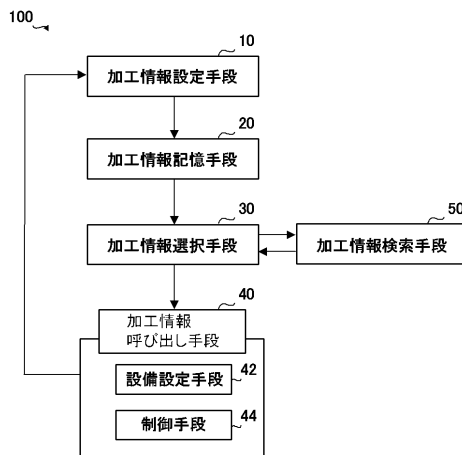 100
10
加工情報設定手段
20
加工情報記憶手段
30
加工情報選択手段
50
加工情報検索手段
40
加工情報
呼び出し手段
設備設定手段
42
制御手段
44